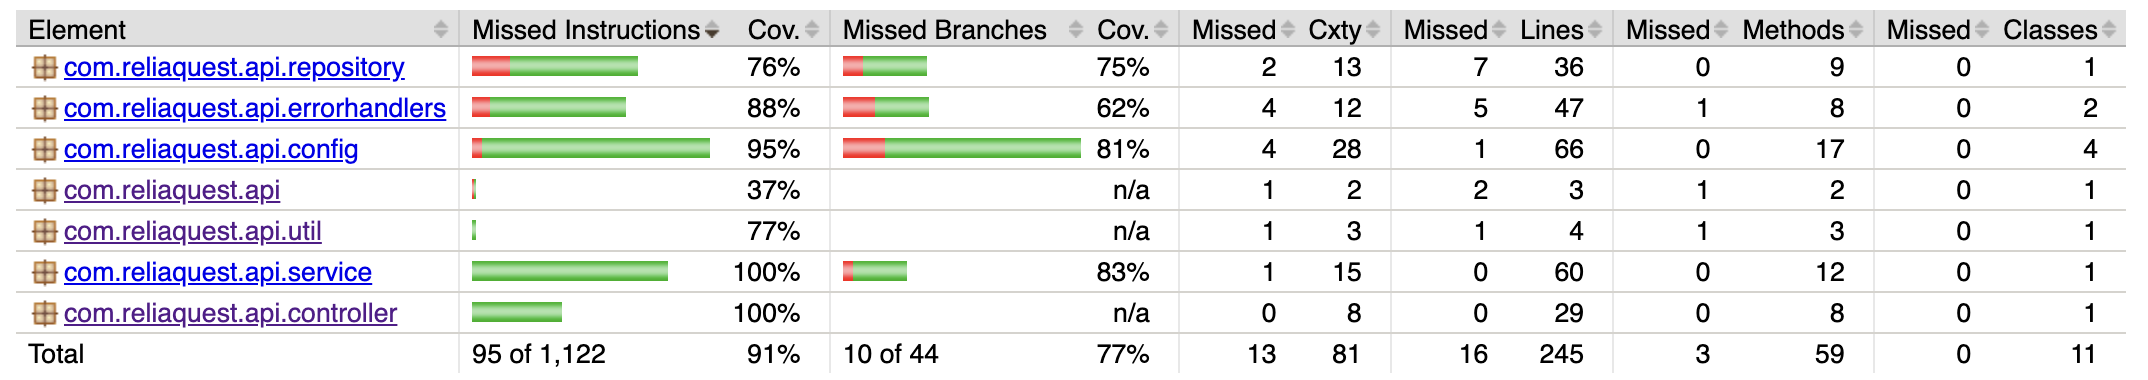 Element Missed Instructions Cov. Missed Branches Cov. Missed Cxty Missed Lines Missed Methods Missed Classes
com.reliaquest.api.repository 76% 75% 2 13 7 36 0 9 0 1
com.reliaquest.api.errorhandlers 88% 62% 4 12 5 47 1 8 0 2
com.reliaquest.api.config 95% 81% 4 28 1 66 0 17 0 4
com.reliaquest.api 37% n/a 1 2 2 3 1 2 0 1
com.reliaquest.api.util 77% n/a 1 3 1 4 1 3 0 1
com.reliaquest.api.service 100% 83% 1 15 0 60 0 12 0 1
com.reliaquest.api.controller 100% n/a 0 8 0 29 0 8 0 1
Total 95 of 1,122 91% 10 of 44 77% 13 81 16 245 3 59 0 11